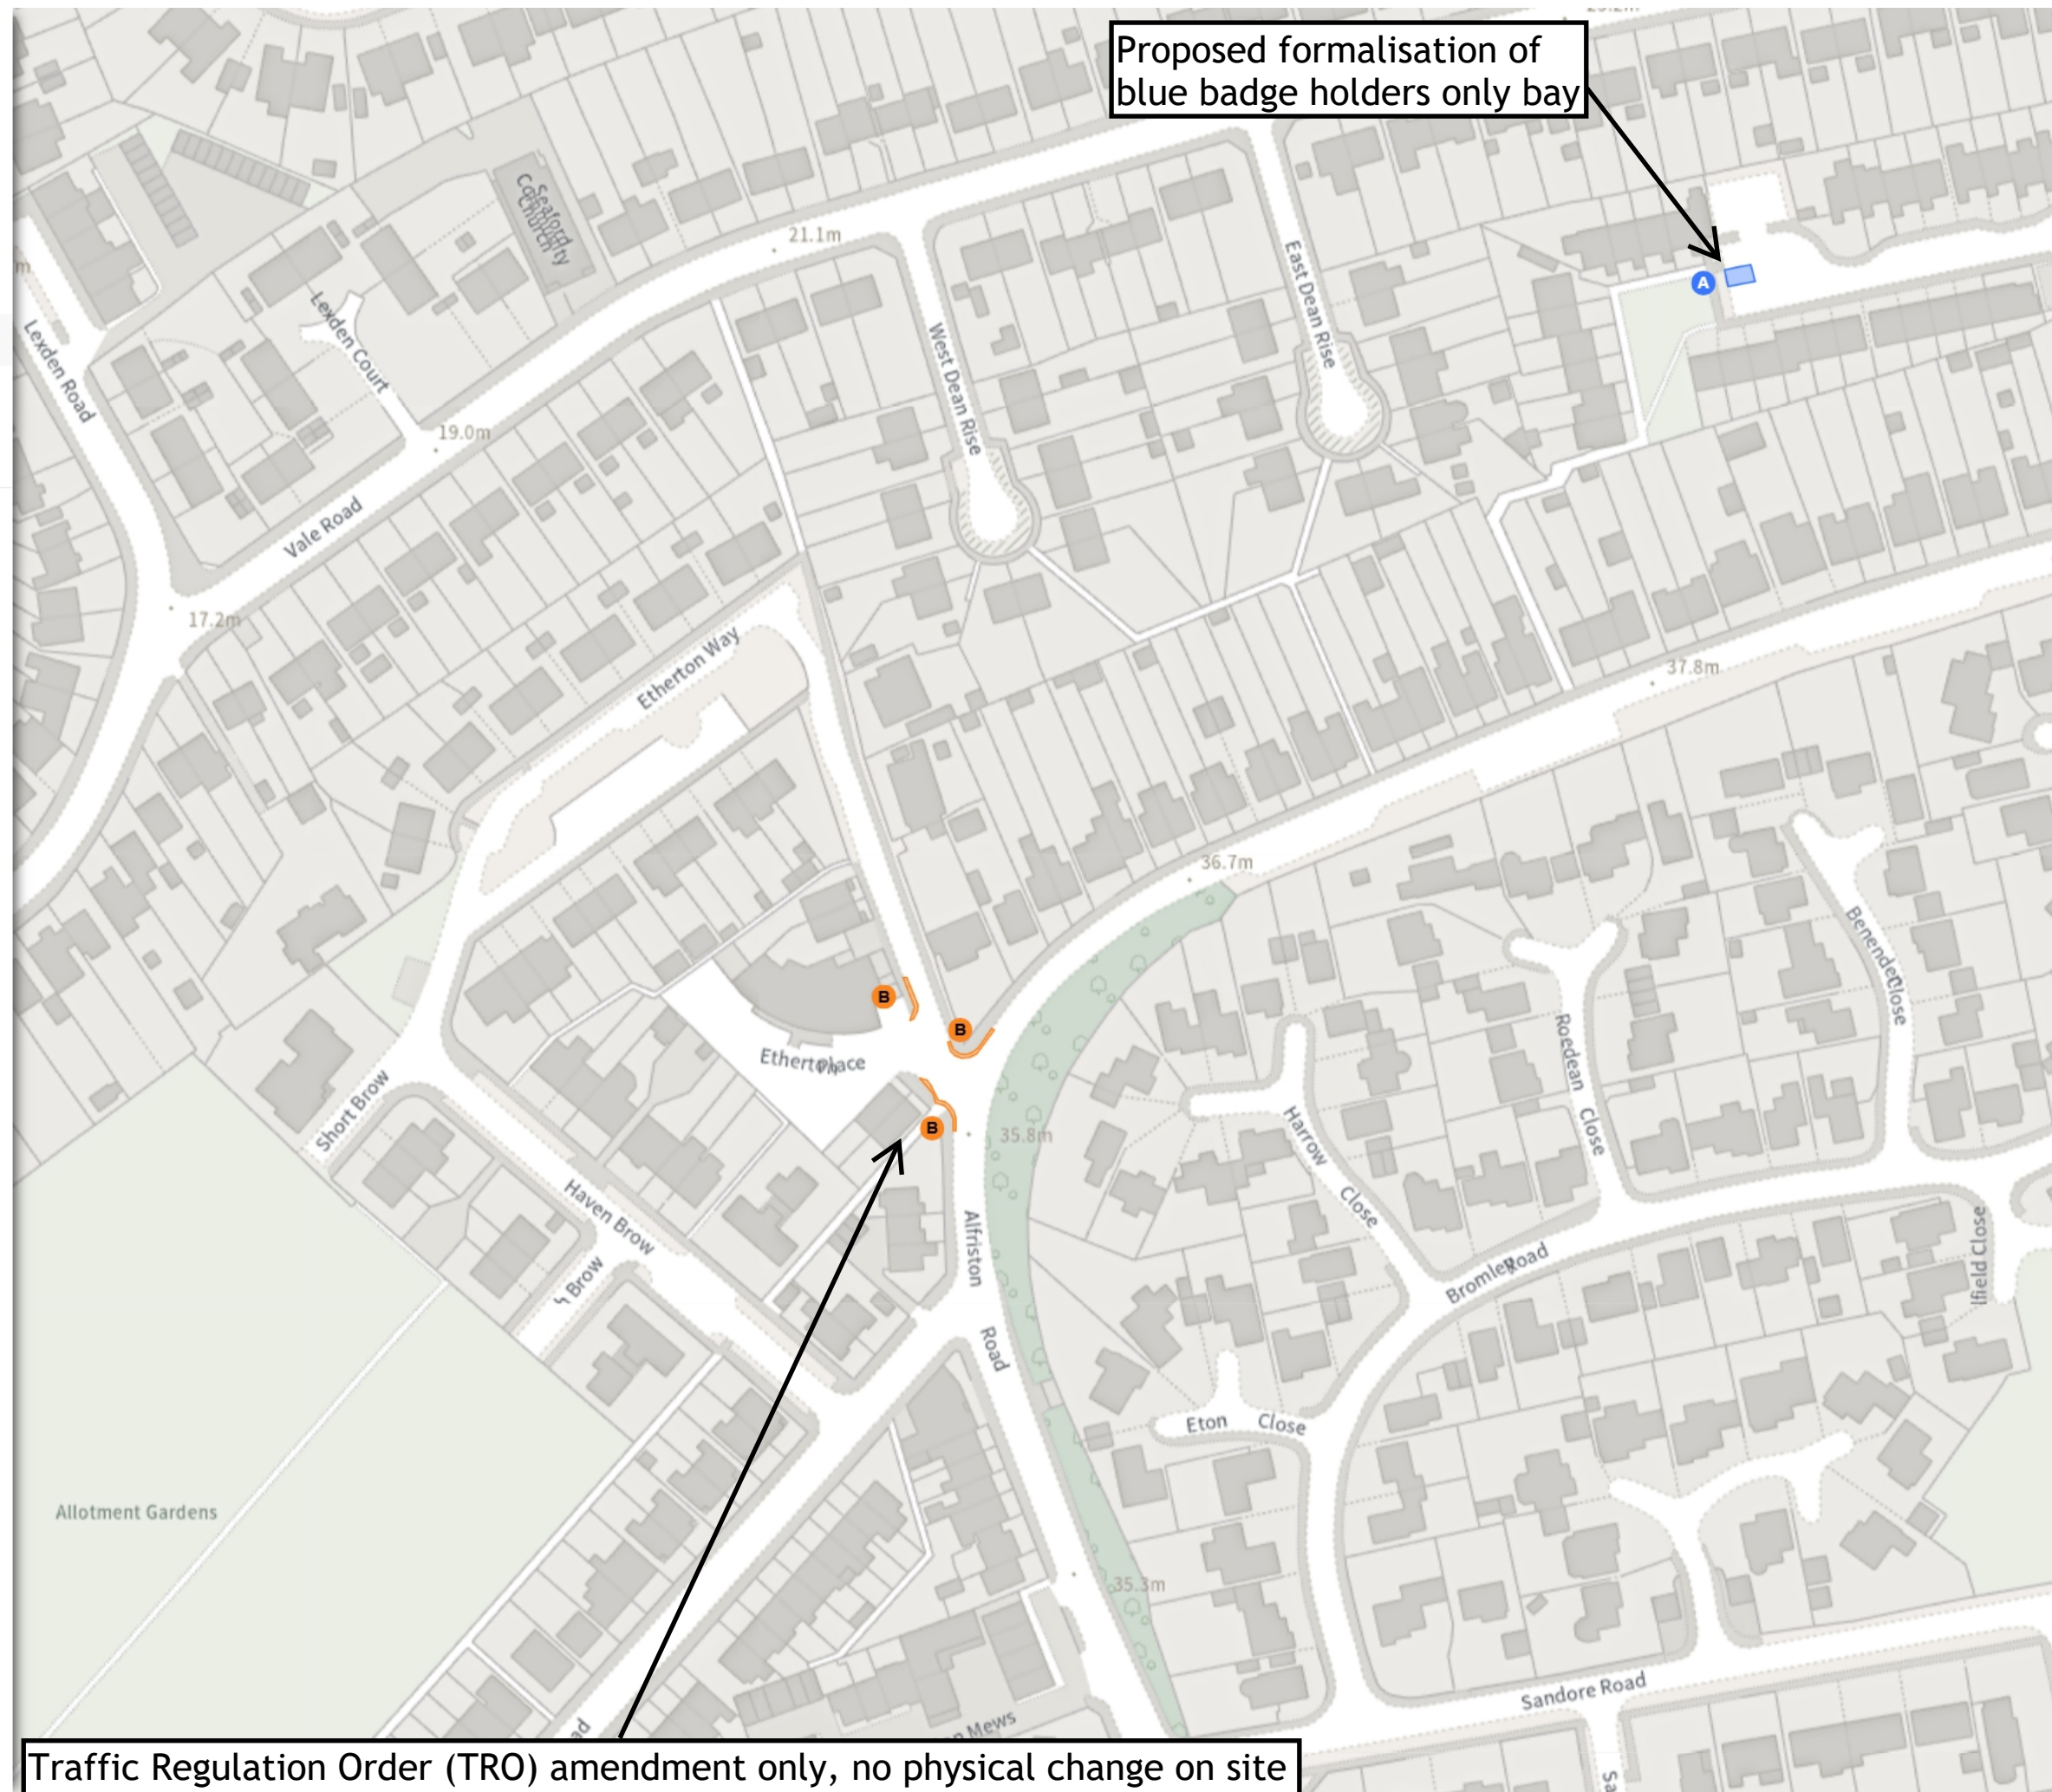 Proposed formalisation of
blue badge holders only bay
Seaford
Community
Church
21.1m
East Dean Rise
A
Lexden Road
Lexden Court
West Dean Rise
19.0m
Vale Road
17.2m
Etherton Way
37.8m
36.7m
Benenden Close
B
B
Etherton Place
Roedean Close
Short Brow
B
35.8m
Harrow Close
Haven Brow
Alfriston Road
Brow
Bromley Road
Ifield Close
Eton Close
Allotment Gardens
35.3m
Sandore Road
Mews
Traffic Regulation Order (TRO) amendment only, no physical change on site